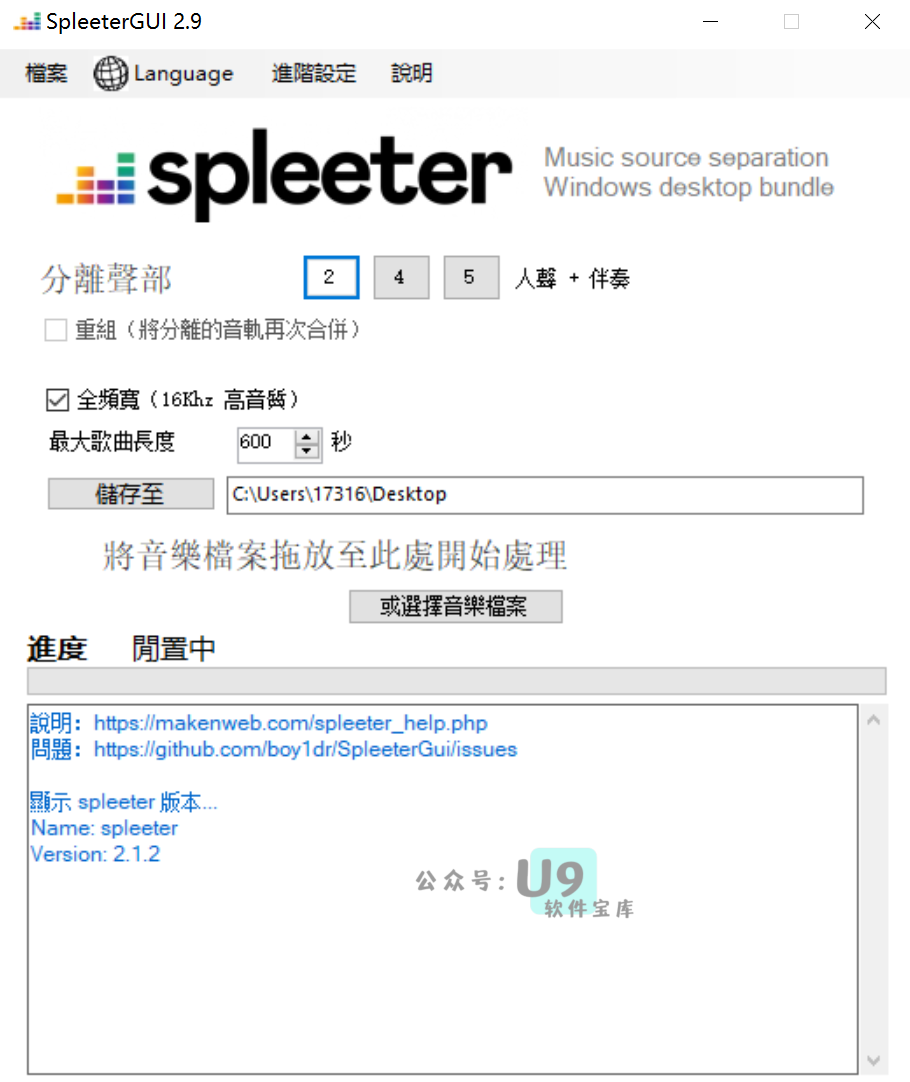 SpleeterGUI 2.9
檔案 Language 進階設定 說明
spleeter
Music source separation
Windows desktop bundle
分離聲部 2 4 5 人聲 + 伴奏
重組（將分離的音軌再次合併）
全頻寬（16Khz 高音質）
最大歌曲長度 600 秒
儲存至 C:\Users\17316\Desktop
將音樂檔案拖放至此處開始處理
或選擇音樂檔案
進度 閒置中
說明：https://makenweb.com/spleeter_help.php
問題：https://github.com/boy1dr/SpleeterGui/issues
顯示 spleeter 版本...
Name: spleeter
Version: 2.1.2
公众号：U9
软件宝库